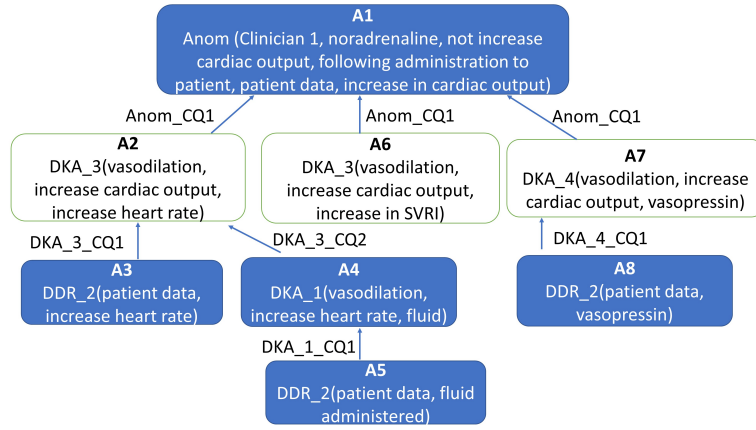 A1
Anom (Clinician 1, noradrenaline, not increase
cardiac output, following administration to
patient, patient data, increase in cardiac output)
Anom_CQ1
Anom_CQ1
Anom_CQ1
A2
DKA_3(vasodilation,
increase cardiac output,
increase heart rate)
A6
DKA_3(vasodilation,
increase cardiac output,
increase in SVRI)
A7
DKA_4(vasodilation, increase
cardiac output, vasopressin)
DKA_3_CQ1
DKA_3_CQ2
DKA_4_CQ1
A3
DDR_2(patient data,
increase heart rate)
A4
DKA_1(vasodilation,
increase heart rate, fluid)
A8
DDR_2(patient data,
vasopressin)
DKA_1_CQ1
A5
DDR_2(patient data, fluid
administered)